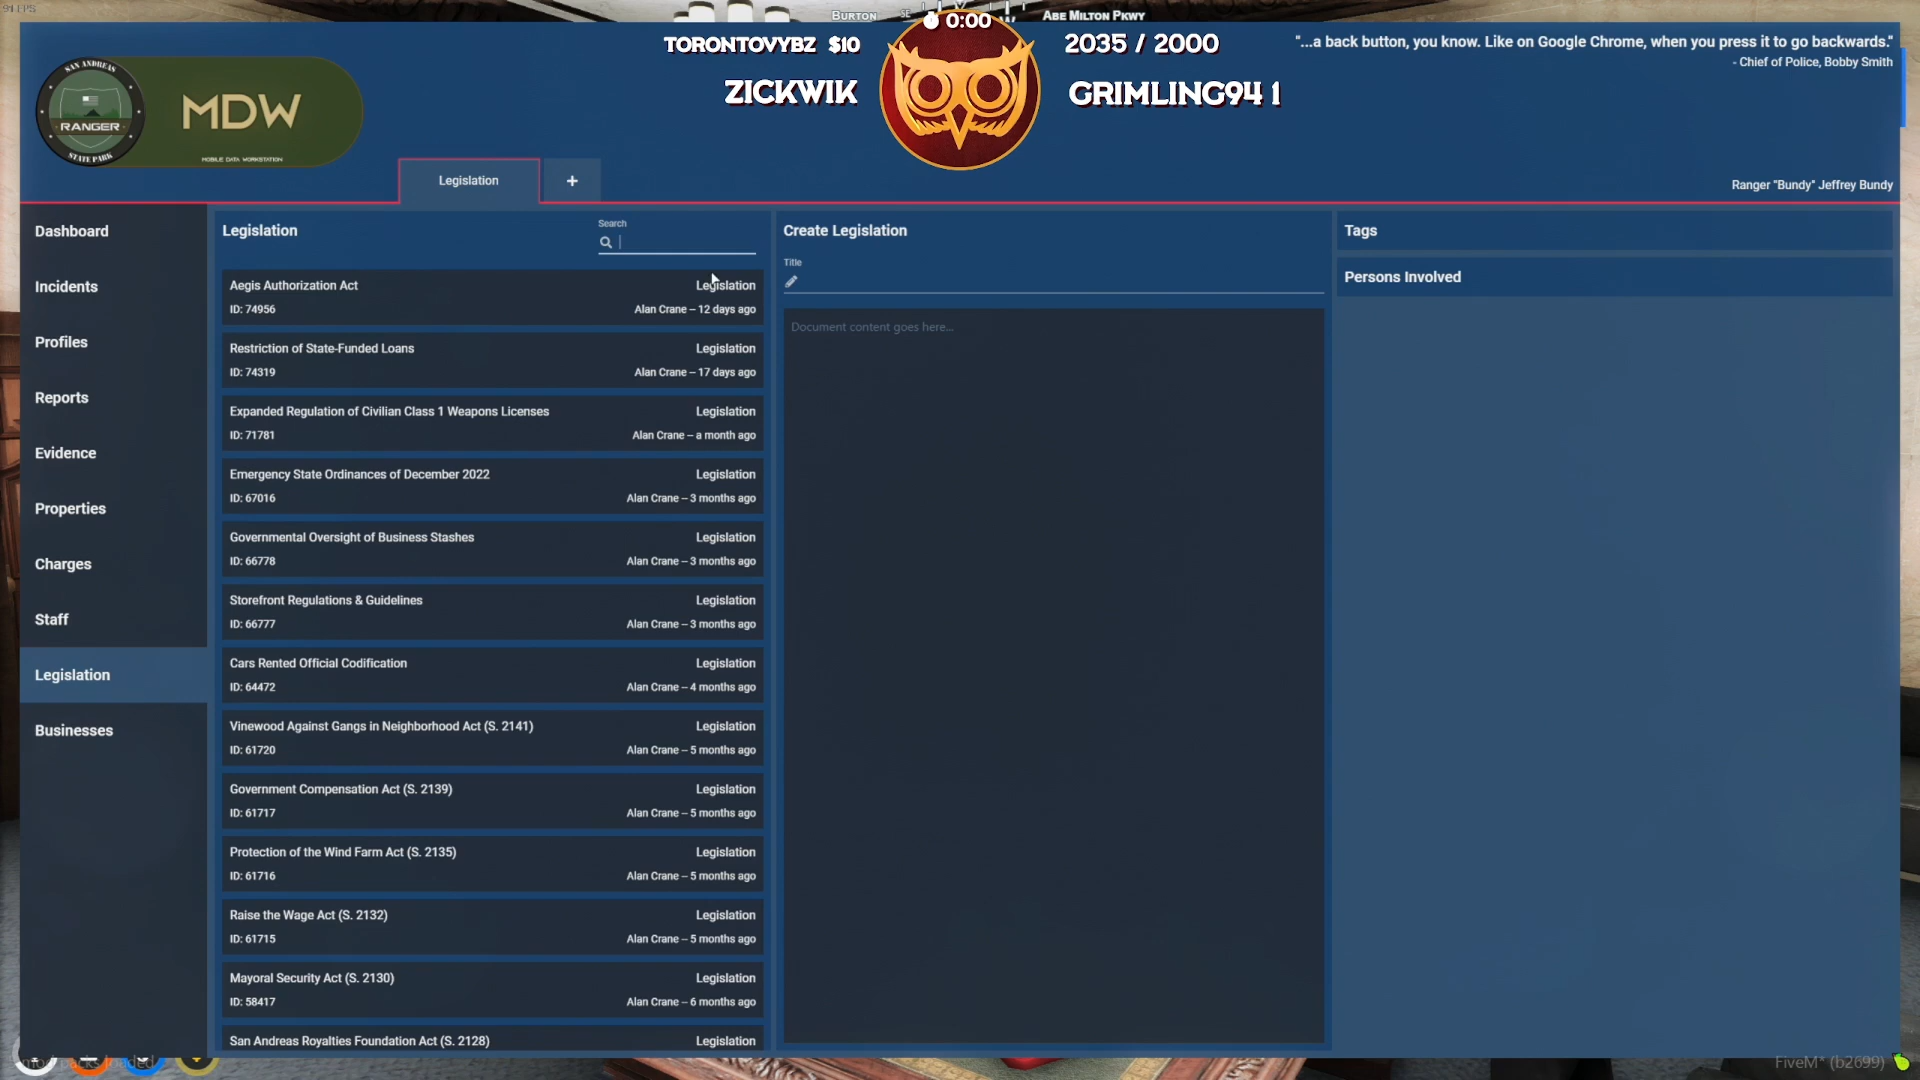 91 FPS
BURTON
SE
ABE MILTON PKWY
0:00
TORONTOVYBZ $10
2035 / 2000
ZICKWIK
GRIMLING94 1
"...a back button, you know. Like on Google Chrome, when you press it to go backwards."
- Chief of Police, Bobby Smith
SAN ANDREAS
RANGER
STATE PARK
MDW
MOBILE DATA WORKSTATION
Legislation
+
Ranger "Bundy" Jeffrey Bundy
Dashboard
Incidents
Profiles
Reports
Evidence
Properties
Charges
Staff
Legislation
Businesses
Legislation
Search
Aegis Authorization Act
Legislation
ID: 74956
Alan Crane – 12 days ago
Restriction of State-Funded Loans
Legislation
ID: 74319
Alan Crane – 17 days ago
Expanded Regulation of Civilian Class 1 Weapons Licenses
Legislation
ID: 71781
Alan Crane – a month ago
Emergency State Ordinances of December 2022
Legislation
ID: 67016
Alan Crane – 3 months ago
Governmental Oversight of Business Stashes
Legislation
ID: 66778
Alan Crane – 3 months ago
Storefront Regulations & Guidelines
Legislation
ID: 66777
Alan Crane – 3 months ago
Cars Rented Official Codification
Legislation
ID: 64472
Alan Crane – 4 months ago
Vinewood Against Gangs in Neighborhood Act (S. 2141)
Legislation
ID: 61720
Alan Crane – 5 months ago
Government Compensation Act (S. 2139)
Legislation
ID: 61717
Alan Crane – 5 months ago
Protection of the Wind Farm Act (S. 2135)
Legislation
ID: 61716
Alan Crane – 5 months ago
Raise the Wage Act (S. 2132)
Legislation
ID: 61715
Alan Crane – 5 months ago
Mayoral Security Act (S. 2130)
Legislation
ID: 58417
Alan Crane – 6 months ago
San Andreas Royalties Foundation Act (S. 2128)
Legislation
Create Legislation
Title
Document content goes here...
Tags
Persons Involved
FiveM* (b2699)